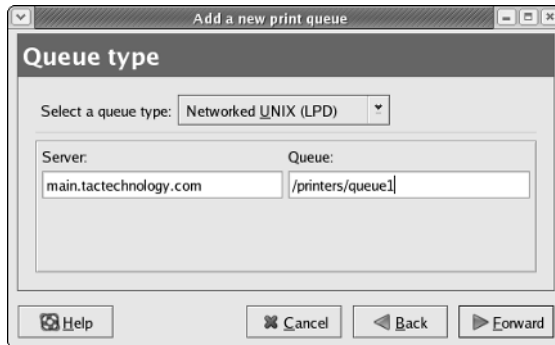 Add a new print queue
Queue type
Select a queue type: Networked UNIX (LPD)
Server: Queue:
main.tactechnology.com /printers/queue1
Help Cancel Back Forward